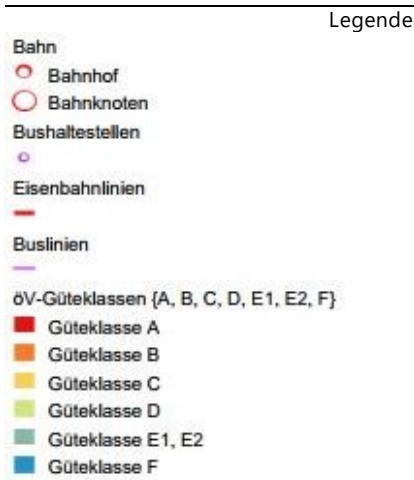 Legende
Bahn
Bahnhof
Bahnknoten
Bushaltestellen
Eisenbahnlinien
Buslinien
öV-Güteklassen {A, B, C, D, E1, E2, F}
Güteklasse A
Güteklasse B
Güteklasse C
Güteklasse D
Güteklasse E1, E2
Güteklasse F